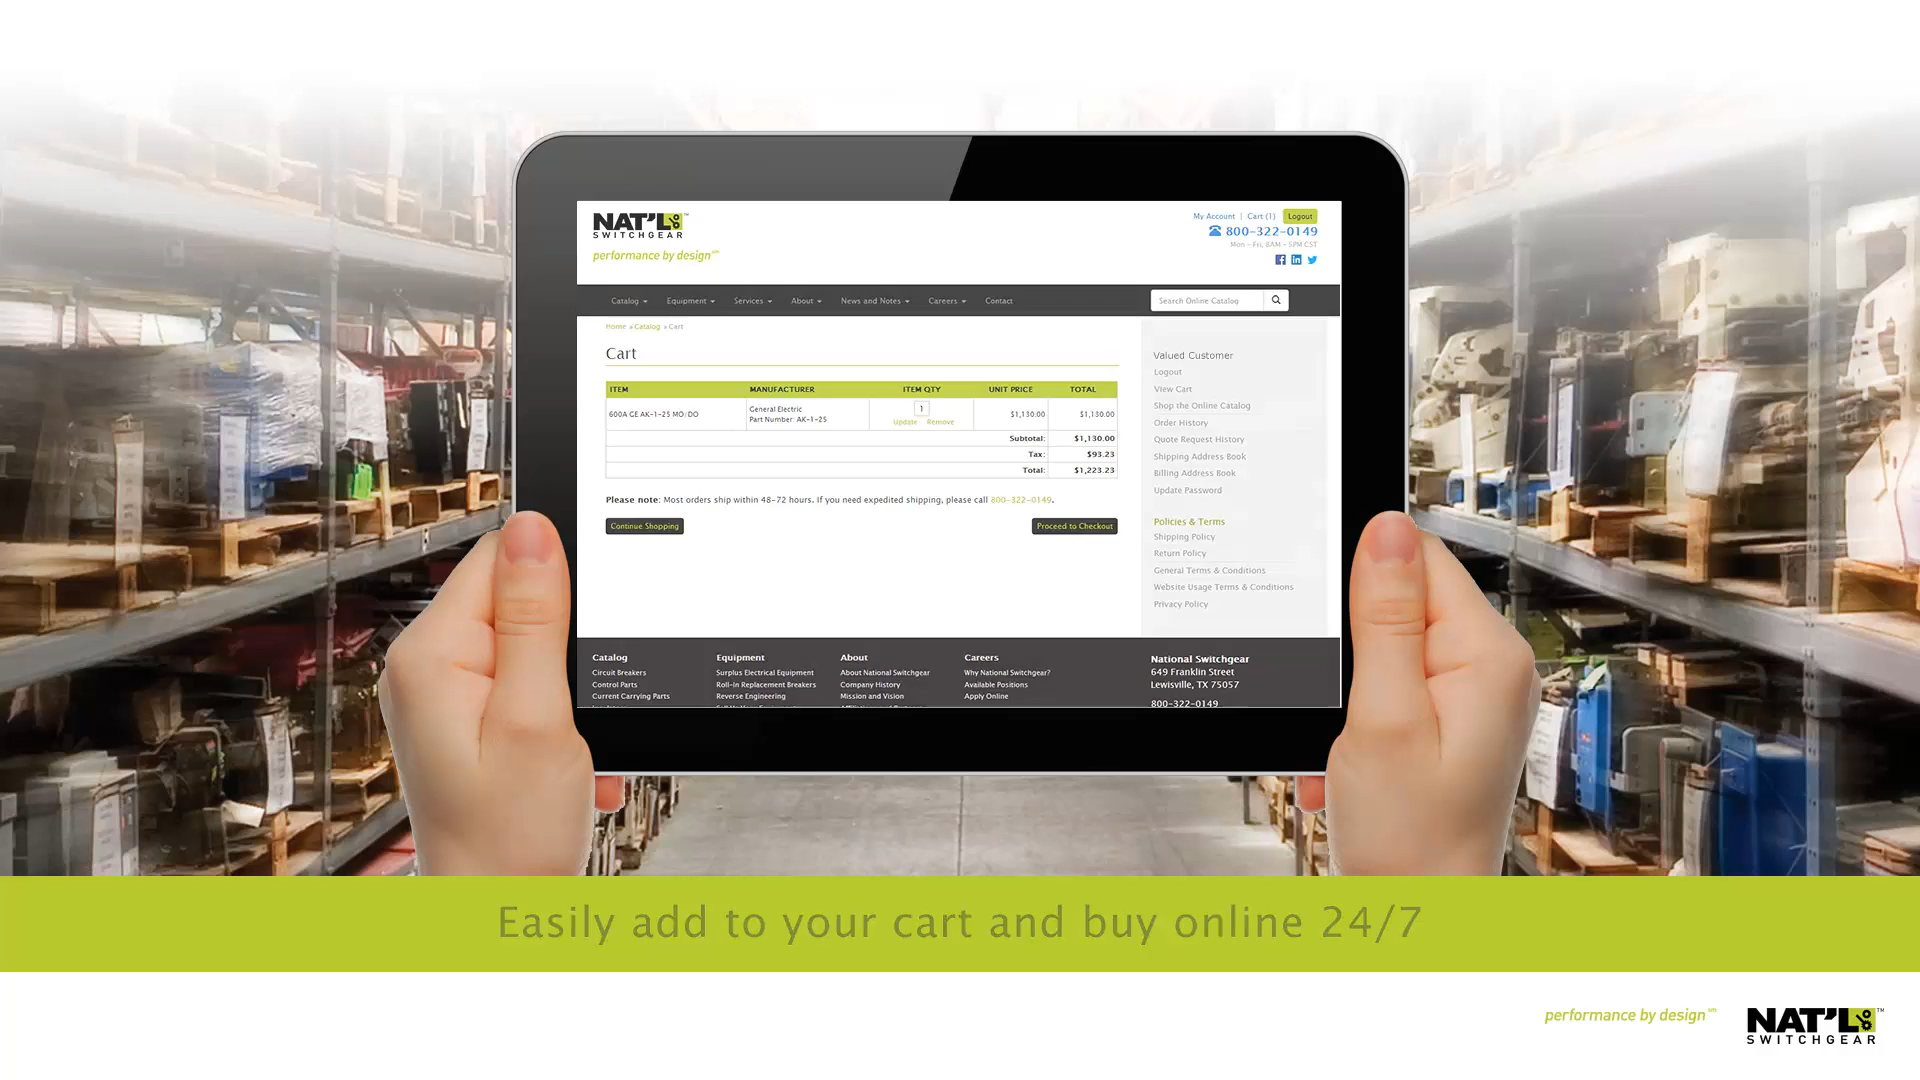 NAT'L™
SWITCHGEAR
performance by design℠
My Account | Cart (1) Logout
800-322-0149
Mon - Fri, 8AM - 5PM CST
Catalog Equipment Services About News and Notes Careers Contact
Search Online Catalog
Home » Catalog » Cart
Cart
ITEM MANUFACTURER ITEM QTY UNIT PRICE TOTAL
600A GE AK-1-25 MO/DO General Electric 1 $1,130.00 $1,130.00
Part Number: AK-1-25 Update Remove
Subtotal: $1,130.00
Tax: $93.23
Total: $1,223.23
Please note: Most orders ship within 48-72 hours. If you need expedited shipping, please call 800-322-0149.
Continue Shopping Proceed to Checkout
Valued Customer
Logout
View Cart
Shop the Online Catalog
Order History
Quote Request History
Shipping Address Book
Billing Address Book
Update Password
Policies & Terms
Shipping Policy
Return Policy
General Terms & Conditions
Website Usage Terms & Conditions
Privacy Policy
Catalog
Circuit Breakers
Control Parts
Current Carrying Parts
Equipment
Surplus Electrical Equipment
Roll-In Replacement Breakers
Reverse Engineering
About
About National Switchgear
Company History
Mission and Vision
Careers
Why National Switchgear?
Available Positions
Apply Online
National Switchgear
649 Franklin Street
Lewisville, TX 75057
800-322-0149
Easily add to your cart and buy online 24/7
performance by design℠
NAT'L™
SWITCHGEAR